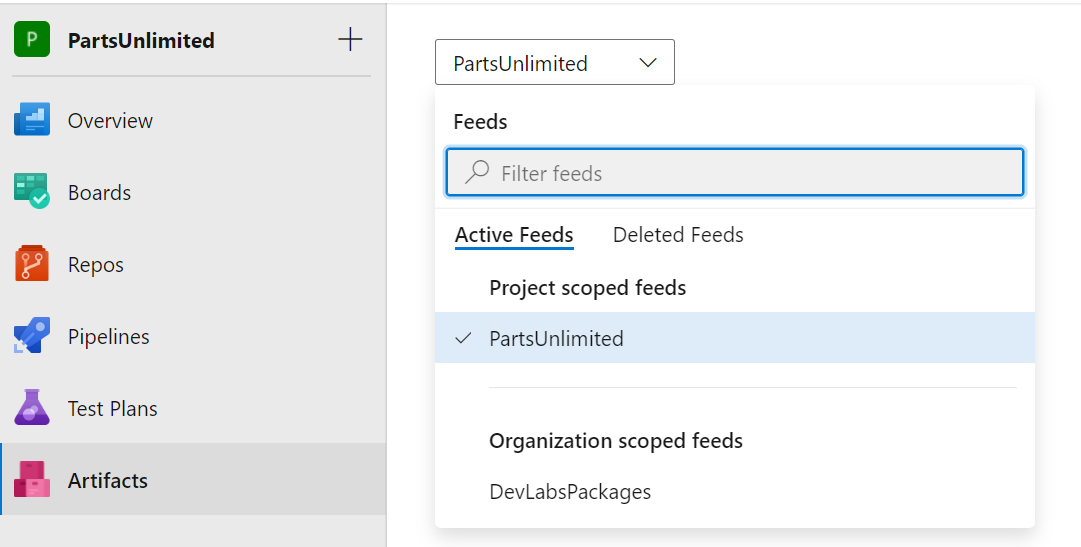 P PartsUnlimited
Overview
Boards
Repos
Pipelines
Test Plans
Artifacts
PartsUnlimited
Feeds
Filter feeds
Active Feeds Deleted Feeds
Project scoped feeds
PartsUnlimited
Organization scoped feeds
DevLabsPackages